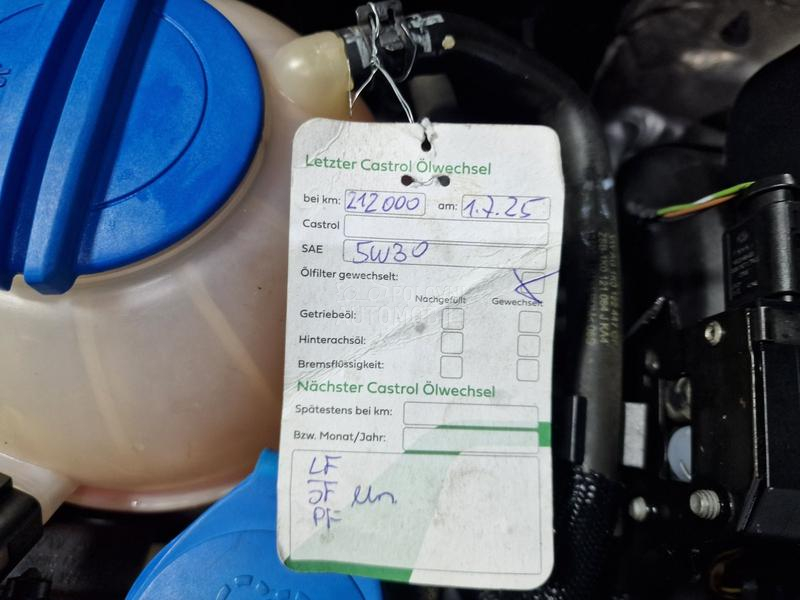 Letzter Castrol Ölwechsel
bei km: 212000 am: 1.7.25
Castrol
SAE 5W30
Ölfilter gewechselt:
Nachgefüllt Gewechselt
Getriebeöl:
Hinterachsöl:
Bremsflüssigkeit:
Nächster Castrol Ölwechsel
Spätestens bei km:
Bzw. Monat/Jahr:
LF
JF
PF